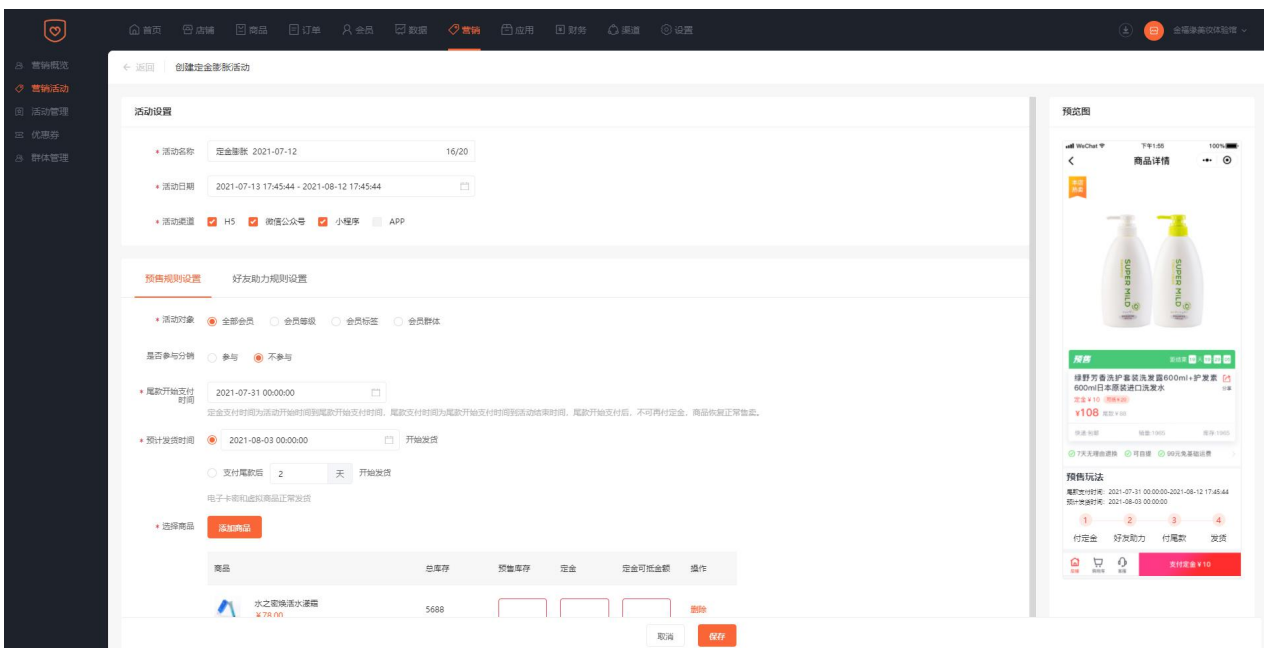 首页 店铺 商品 订单 会员 数据 营销 应用 财务 渠道 设置
营销概览
营销活动
活动管理
优惠券
群体管理
返回 创建定金膨胀活动
活动设置
* 活动名称 定金膨胀 2021-07-12 16/20
* 活动日期 2021-07-13 17:45:44 - 2021-08-12 17:45:44
* 活动渠道 H5 微信公众号 小程序 APP
预售规则设置 好友助力规则设置
* 活动对象 全部会员 会员等级 会员标签 会员群体
是否参与分销 参与 不参与
* 尾款开始支付时间 2021-07-31 00:00:00
定金支付时间为活动开始时间到尾款开始支付时间，尾款支付时间为尾款开始支付时间到活动结束时间，尾款开始支付后，不可再付定金，商品恢复正常售卖。
* 预计发货时间 2021-08-03 00:00:00 开始发货
支付尾款后 2 天 开始发货
电子卡密和虚拟商品正常发货
* 选择商品 添加商品
商品 总库存 预售库存 定金 定金可抵金额 操作
水之密焕活水漾霜
¥78.00
5688 删除
取消 保存
预览图
WeChat 下午1:55 100%
商品详情
SUPER MILD
SUPER MILD
预售
绿野芳香洗护套装洗发露600ml+护发素
600ml日本原装进口洗发水
分享
定金¥10
¥108
7天无理由退换 可自提 99元免基础运费
预售玩法
尾款支付时间: 2021-07-31 00:00:00-2021-08-12 17:45:44
预计发货时间: 2021-08-03 00:00:00
1 2 3 4
付定金 好友助力 付尾款 发货
支付定金¥10